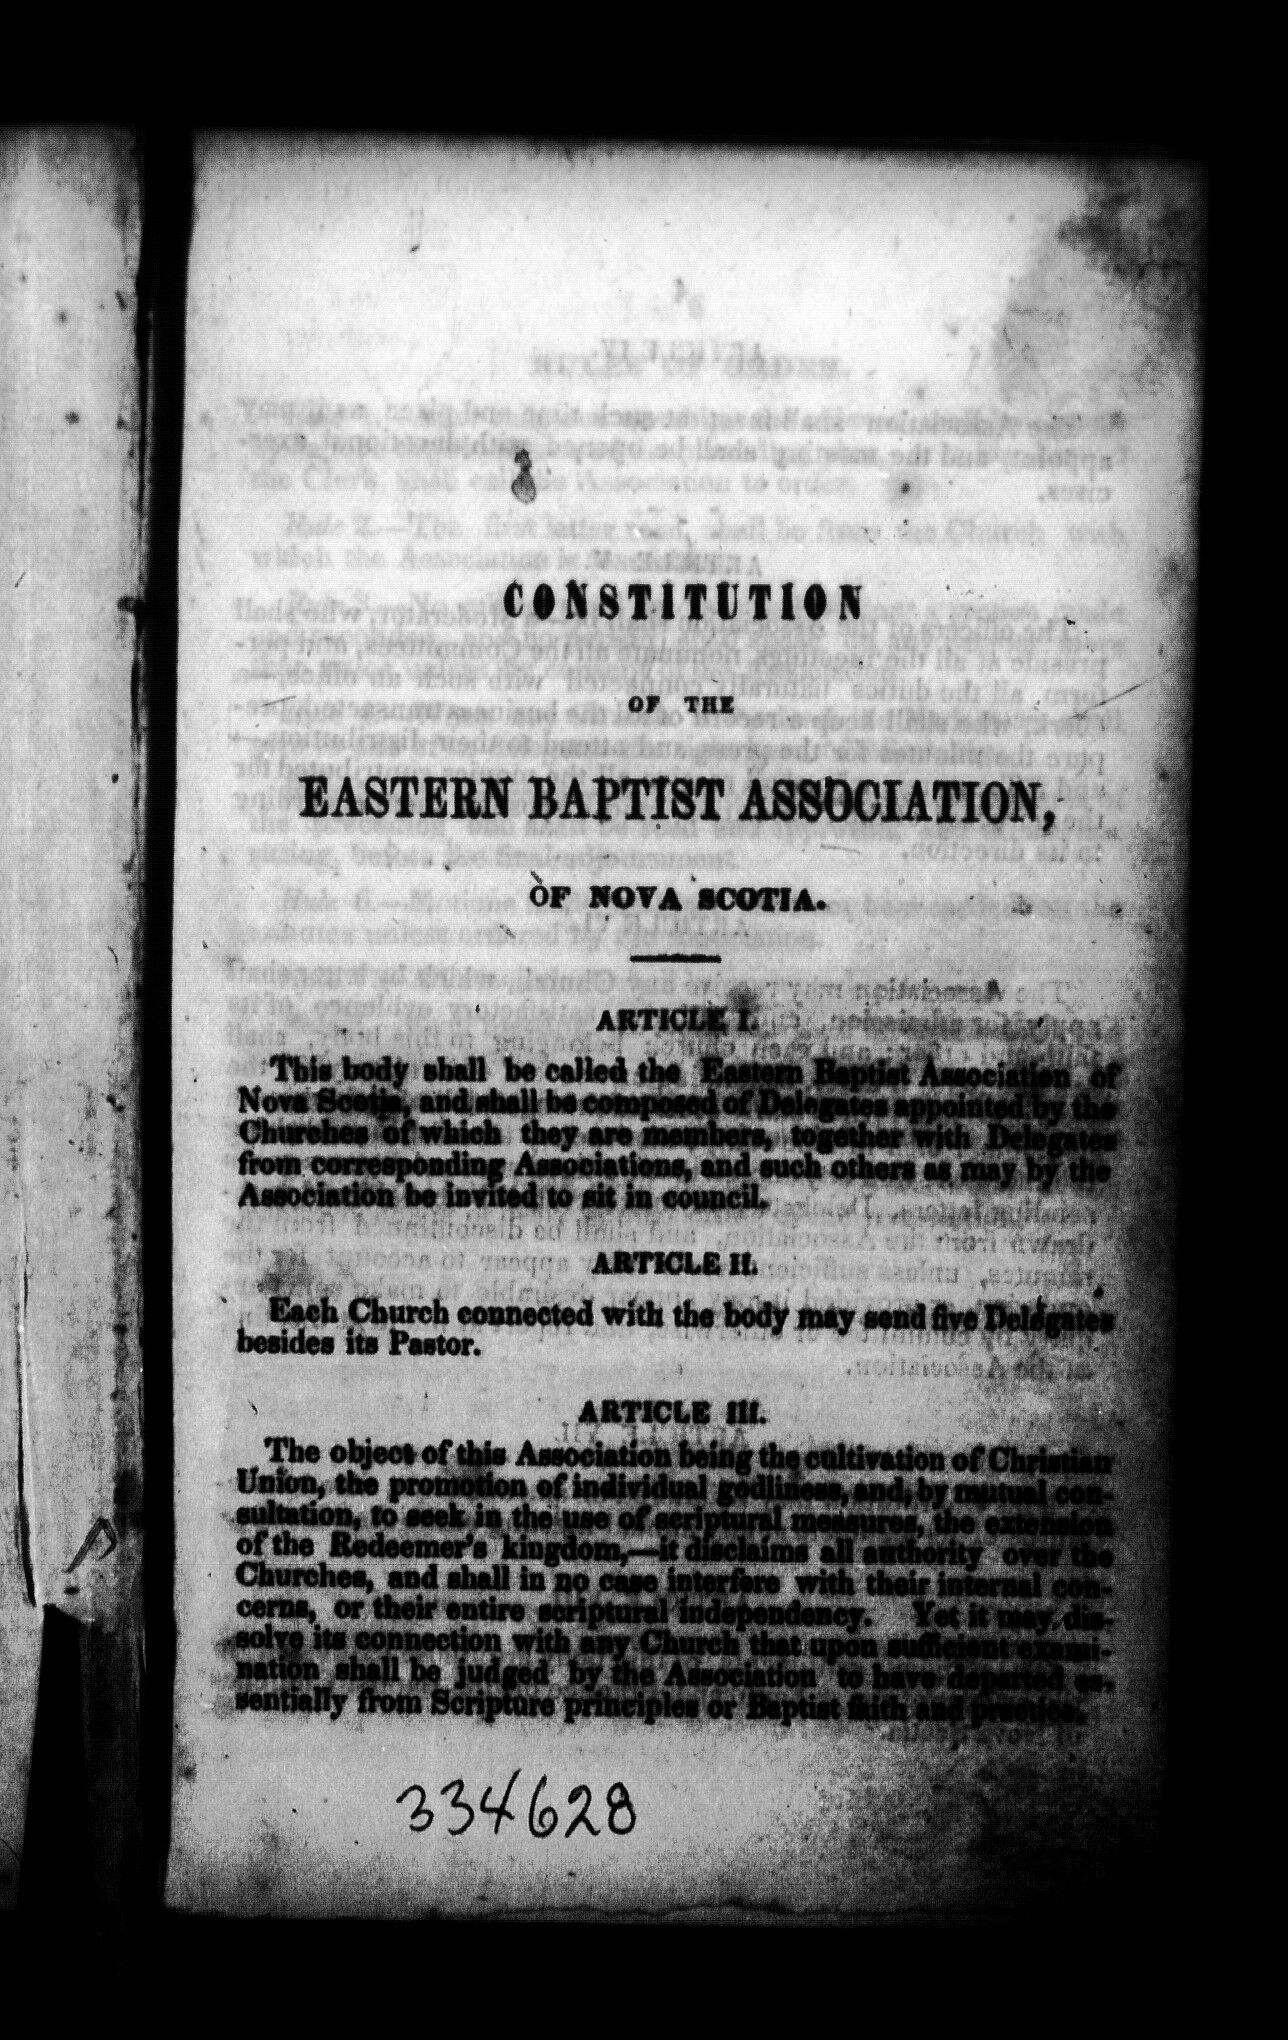 CONSTITUTION
OF THE
EASTERN BAPTIST ASSOCIATION,
OF NOVA SCOTIA.
ARTICLE I.
This body shall be called the Eastern Baptist Association of
Nova Scotia, and shall be composed of Delegates appointed by the
Churches of which they are members, together with Delegates
from corresponding Associations, and such others as may by the
Association be invited to sit in council.
ARTICLE II.
Each Church connected with the body may send five Delegates
besides its Pastor.
ARTICLE III.
The object of this Association being the cultivation of Christian
Union, the promotion of individual godliness, and, by mutual con-
sultation, to seek in the use of scriptural measures, the extension
of the Redeemer's kingdom,—it disclaims all authority over the
Churches, and shall in no case interfere with their internal con-
cerns, or their entire scriptural independency. Yet it may dis-
solve its connection with any Church that upon sufficient exami-
nation shall be judged by the Association to have departed es-
sentially from Scripture principles or Baptist faith and practice.
334628